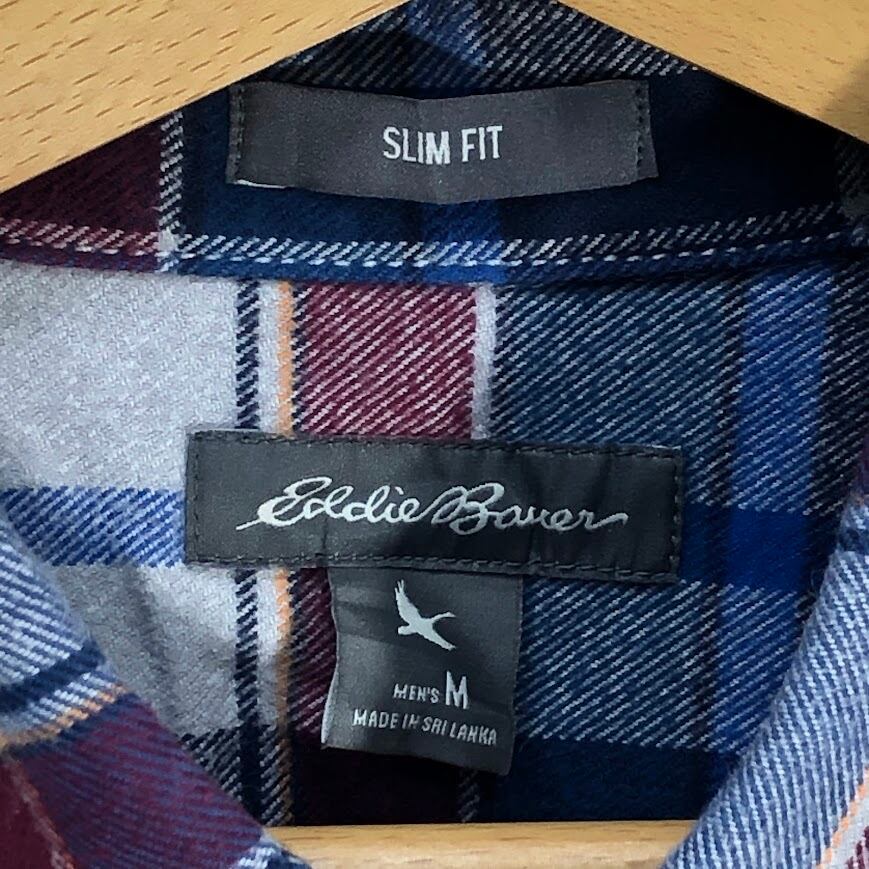 SLIM FIT
Eddie Bauer
MEN'S M
MADE IN SRI LANKA